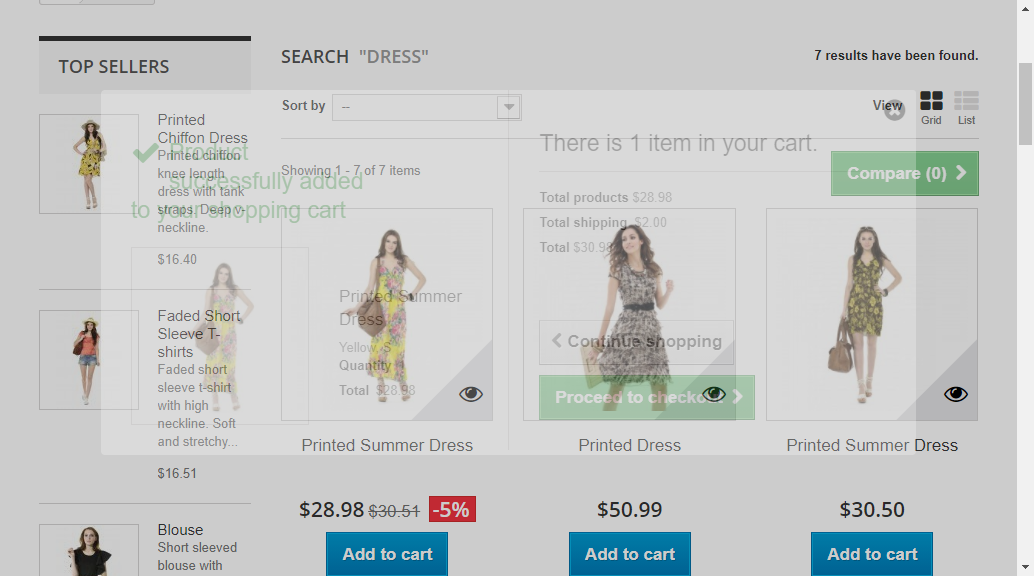 TOP SELLERS
Printed
Chiffon Dress
Printed chiffon
knee length
dress with tank
straps. Deep v-
neckline.
$16.40
Faded Short
Sleeve T-
shirts
Faded short
sleeve t-shirt
with high
neckline. Soft
and stretchy...
$16.51
Blouse
Short sleeved
blouse with
SEARCH "DRESS"
7 results have been found.
Sort by --
View
Grid
List
Showing 1 - 7 of 7 items
Compare (0)
Product
successfully added
to your shopping cart
Printed Summer
Dress
Yellow, S
Quantity
Total $28.98
There is 1 item in your cart.
Total products $28.98
Total shipping $2.00
Total $30.98
Continue shopping
Proceed to checkout
Printed Summer Dress
$28.98 $30.51 -5%
Add to cart
Printed Dress
$50.99
Add to cart
Printed Summer Dress
$30.50
Add to cart